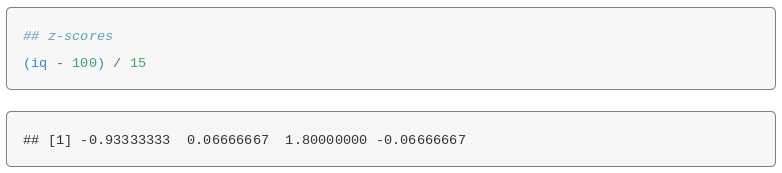 ## z-scores
(iq - 100) / 15
## [1] -0.93333333  0.06666667  1.80000000 -0.06666667